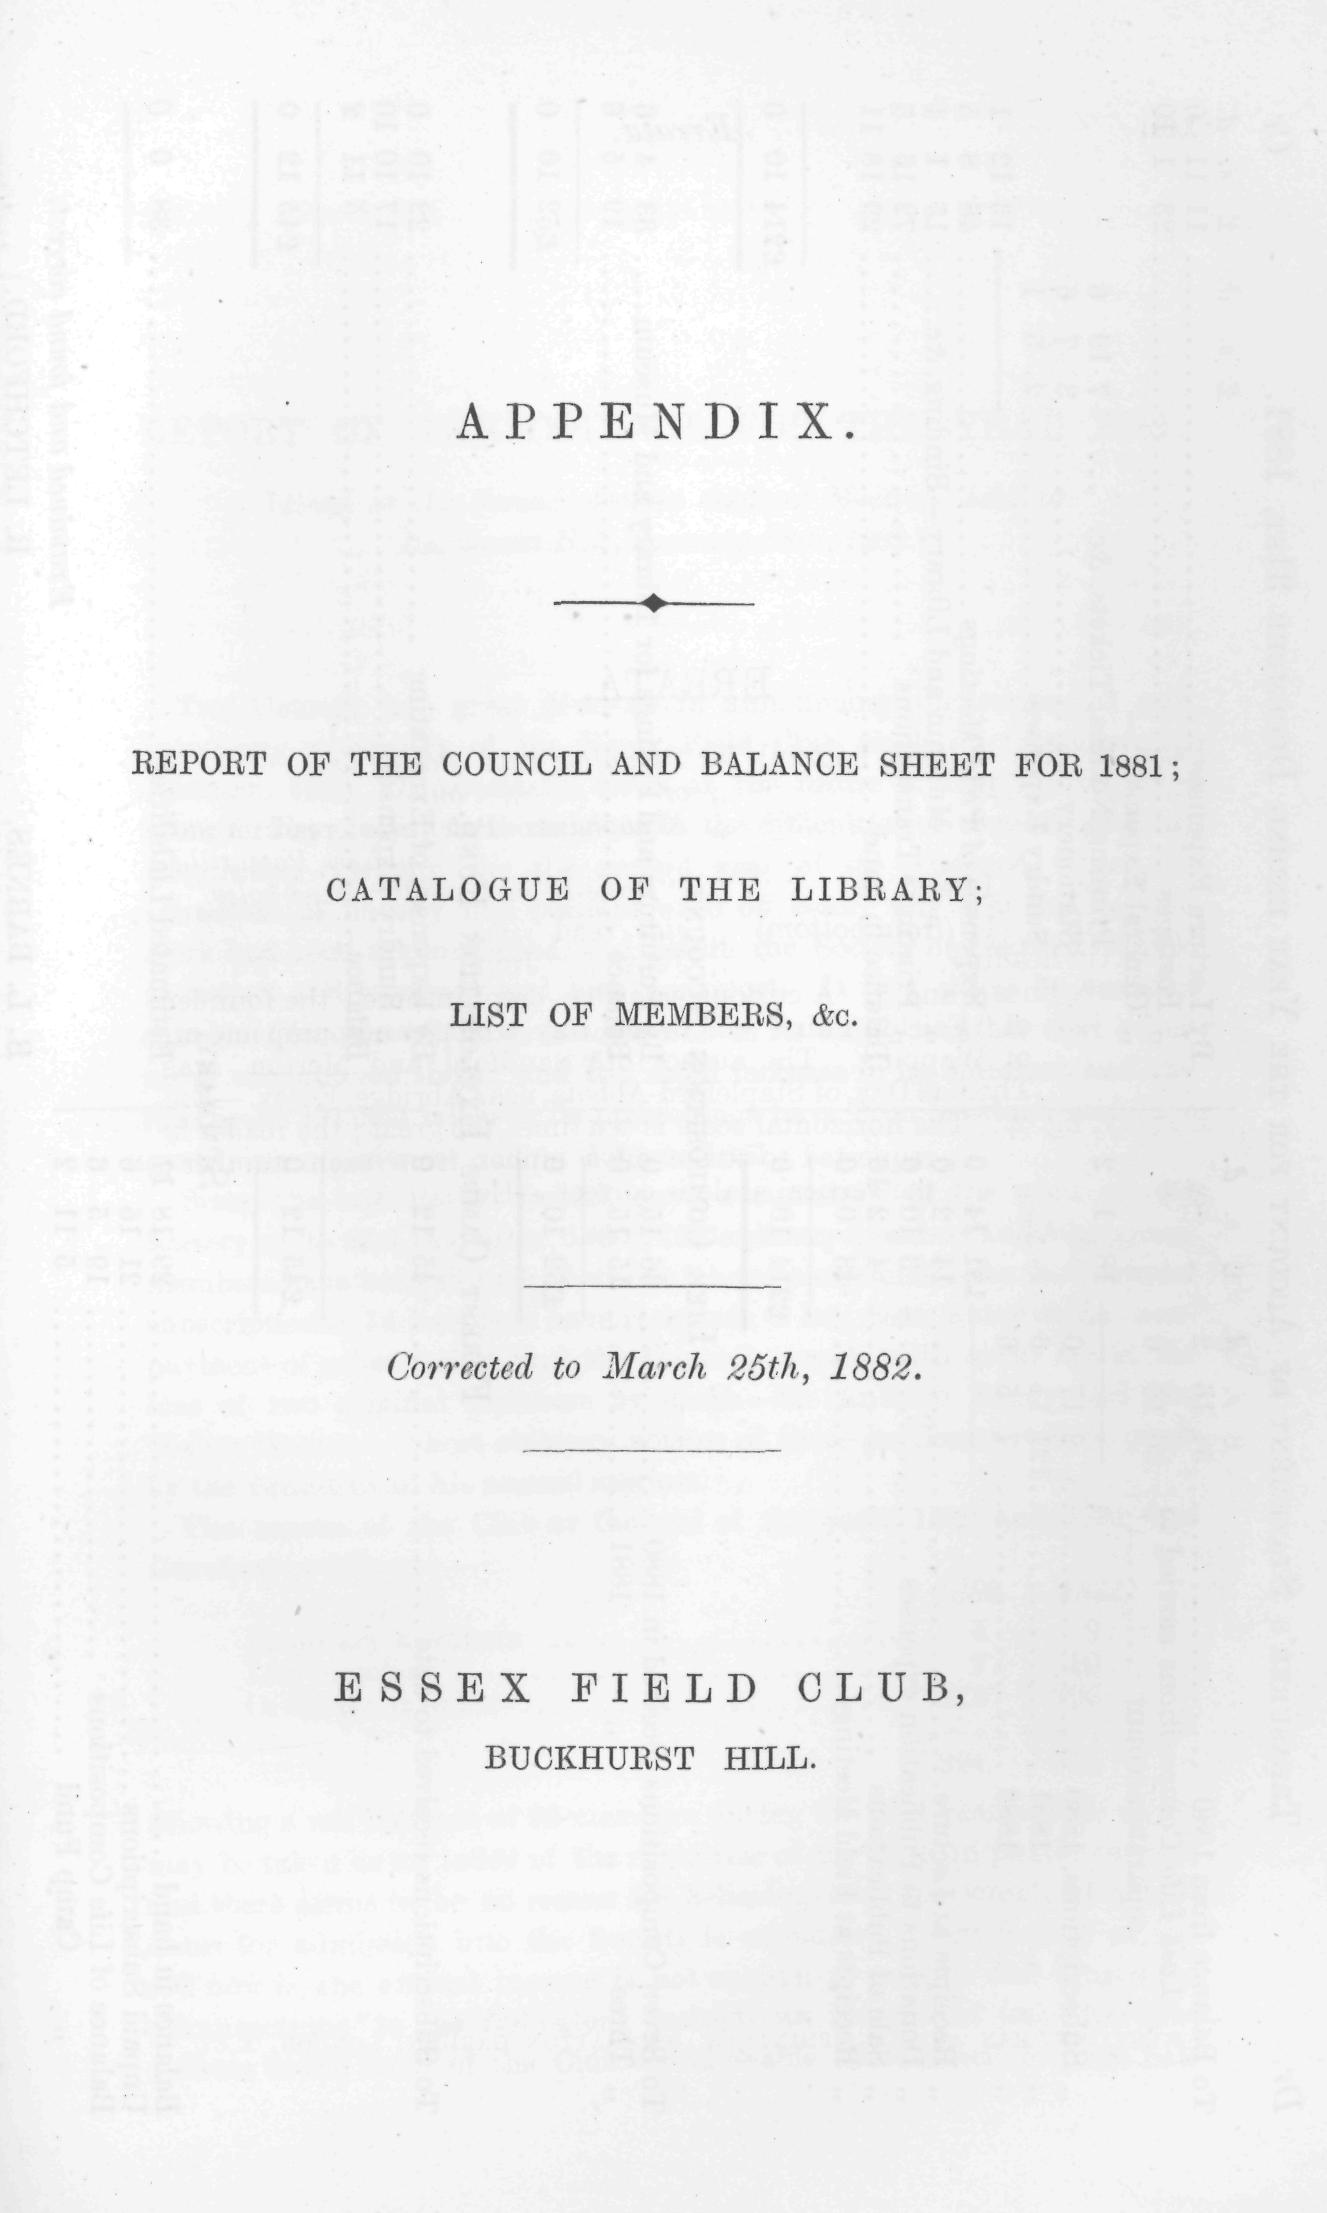 APPENDIX.
REPORT OF THE COUNCIL AND BALANCE SHEET FOR 1881;
CATALOGUE OF THE LIBRARY;
LIST OF MEMBERS, &c.
Corrected to March 25th, 1882.
ESSEX FIELD CLUB,
BUCKHURST HILL.